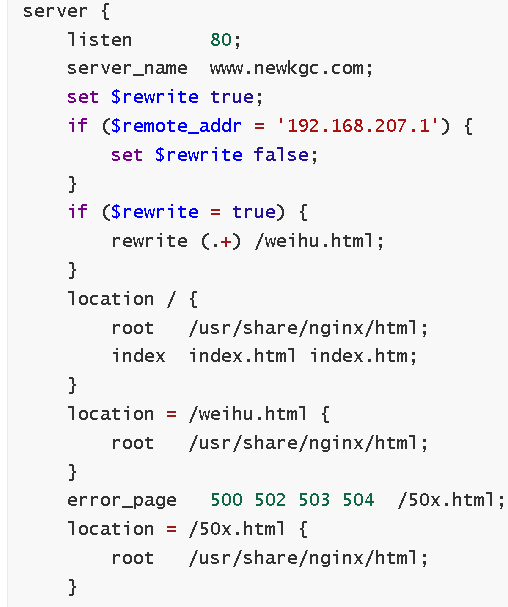 server {
    listen       80;
    server_name  www.newkgc.com;
    set $rewrite true;
    if ($remote_addr = '192.168.207.1') {
        set $rewrite false;
    }
    if ($rewrite = true) {
        rewrite (.+) /weihu.html;
    }
    location / {
        root   /usr/share/nginx/html;
        index  index.html index.htm;
    }
    location = /weihu.html {
        root   /usr/share/nginx/html;
    }
    error_page   500 502 503 504  /50x.html;
    location = /50x.html {
        root   /usr/share/nginx/html;
    }